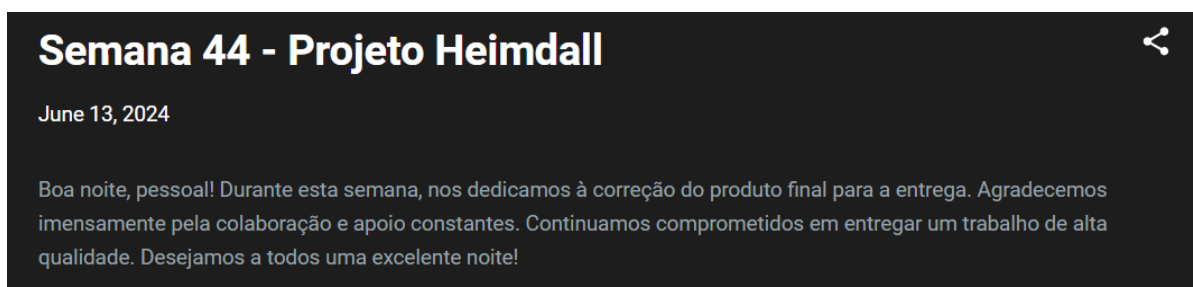 Semana 44 - Projeto Heimdall
June 13, 2024
Boa noite, pessoal! Durante esta semana, nos dedicamos à correção do produto final para a entrega. Agradecemos
imensamente pela colaboração e apoio constantes. Continuamos comprometidos em entregar um trabalho de alta
qualidade. Desejamos a todos uma excelente noite!